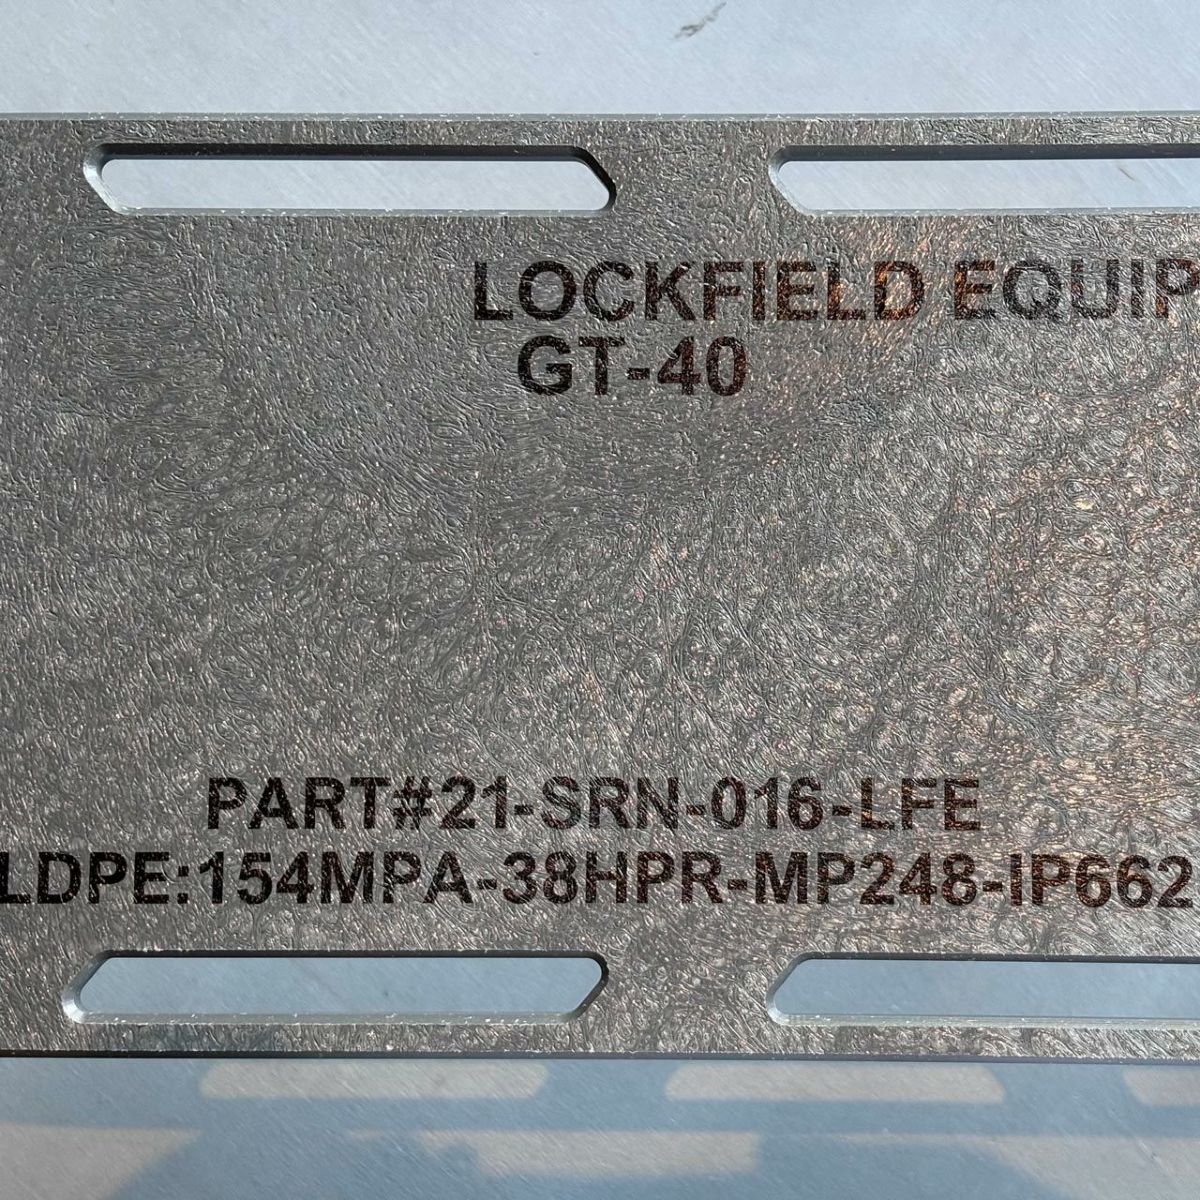 LOCKFIELD EQUIP
GT-40
PART#21-SRN-016-LFE
LDPE:154MPA-38HPR-MP248-IP662